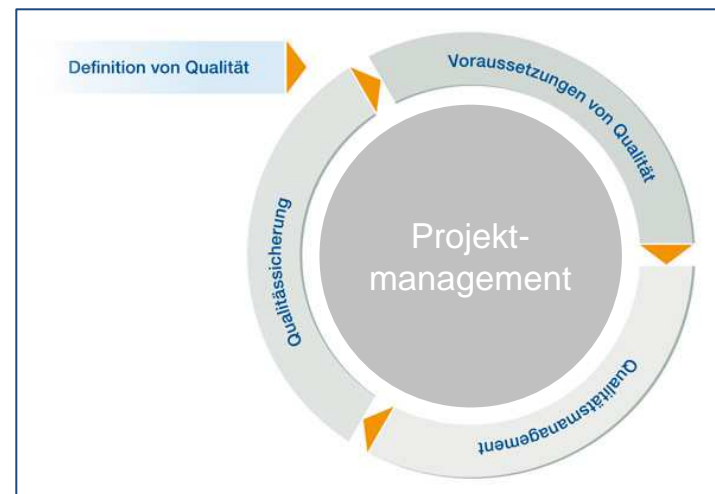 Definition von Qualität
Voraussetzungen von Qualität
Qualitätsmanagement
Qualitässicherung
Projekt-
management